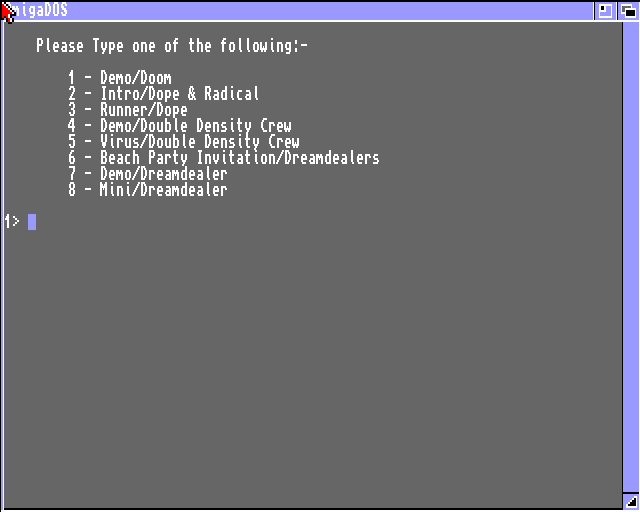 migaDOS
Please Type one of the following:-
1 - Demo/Doom
2 - Intro/Dope & Radical
3 - Runner/Dope
4 - Demo/Double Density Crew
5 - Virus/Double Density Crew
6 - Beach Party Invitation/Dreamdealers
7 - Demo/Dreamdealer
8 - Mini/Dreamdealer
1>